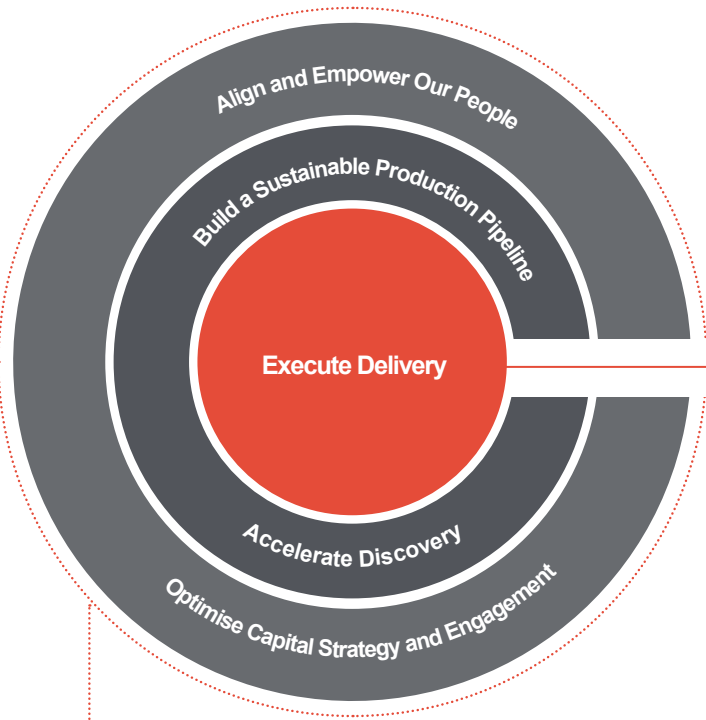 Align and Empower Our People
Build a Sustainable Production Pipeline
Execute Delivery
Accelerate Discovery
Optimise Capital Strategy and Engagement